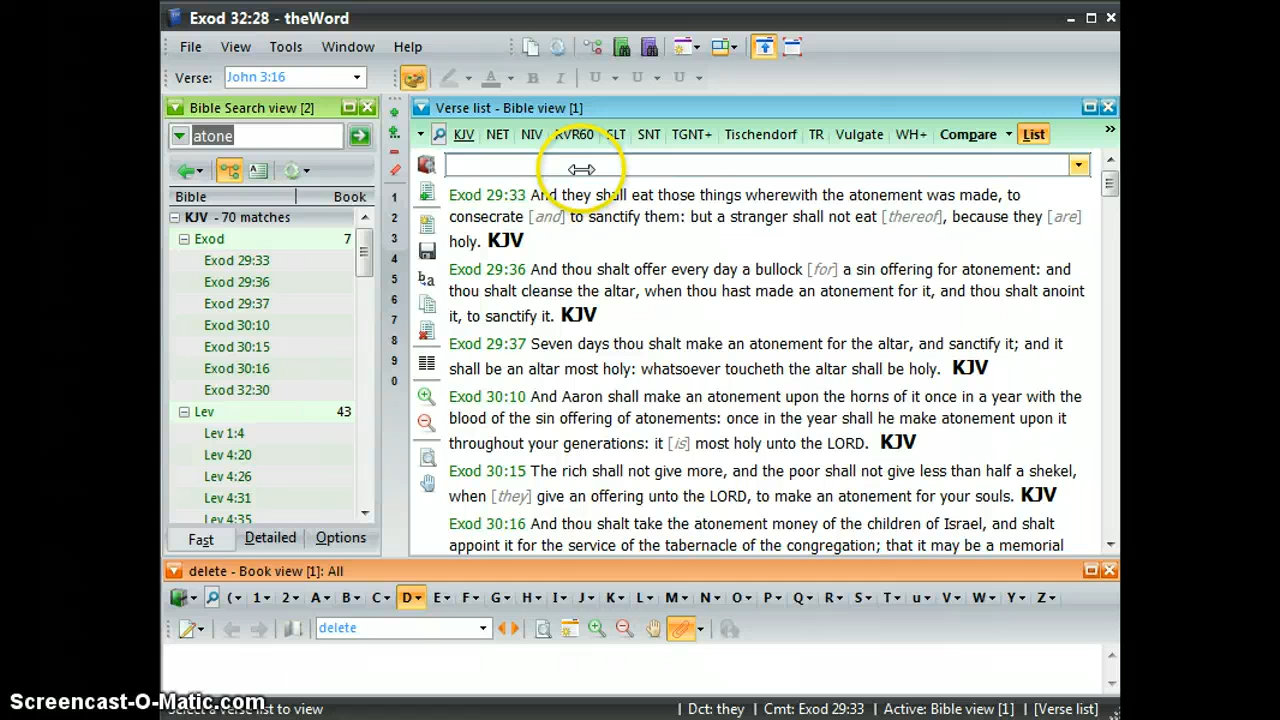 Exod 32:28 - theWord
File View Tools Window Help
Verse: John 3:16
B I U U U
Bible Search view [2]
atone
Bible Book
KJV - 70 matches
Exod 7
Exod 29:33
Exod 29:36
Exod 29:37
Exod 30:10
Exod 30:15
Exod 30:16
Exod 32:30
Lev 43
Lev 1:4
Lev 4:20
Lev 4:26
Lev 4:31
Lev 4:35
Fast Detailed Options
1
2
3
4
5
6
7
8
9
0
Verse list - Bible view [1]
KJV NET NIV RVR60 SLT SNT TGNT+ Tischendorf TR Vulgate WH+ Compare List
Exod 29:33 And they shall eat those things wherewith the atonement was made, to
consecrate [and] to sanctify them: but a stranger shall not eat [thereof], because they [are]
holy. KJV
Exod 29:36 And thou shalt offer every day a bullock [for] a sin offering for atonement: and
thou shalt cleanse the altar, when thou hast made an atonement for it, and thou shalt anoint
it, to sanctify it. KJV
Exod 29:37 Seven days thou shalt make an atonement for the altar, and sanctify it; and it
shall be an altar most holy: whatsoever toucheth the altar shall be holy. KJV
Exod 30:10 And Aaron shall make an atonement upon the horns of it once in a year with the
blood of the sin offering of atonements: once in the year shall he make atonement upon it
throughout your generations: it [is] most holy unto the LORD. KJV
Exod 30:15 The rich shall not give more, and the poor shall not give less than half a shekel,
when [they] give an offering unto the LORD, to make an atonement for your souls. KJV
Exod 30:16 And thou shalt take the atonement money of the children of Israel, and shalt
appoint it for the service of the tabernacle of the congregation; that it may be a memorial
delete - Book view [1]: All
( 1 2 A B C D E F G H I J K L M N O P Q R S T u V W Y Z
delete
Screencast-O-Matic.com
Select a verse list to view
Dct: they Cmt: Exod 29:33 Active: Bible view [1] [Verse list]